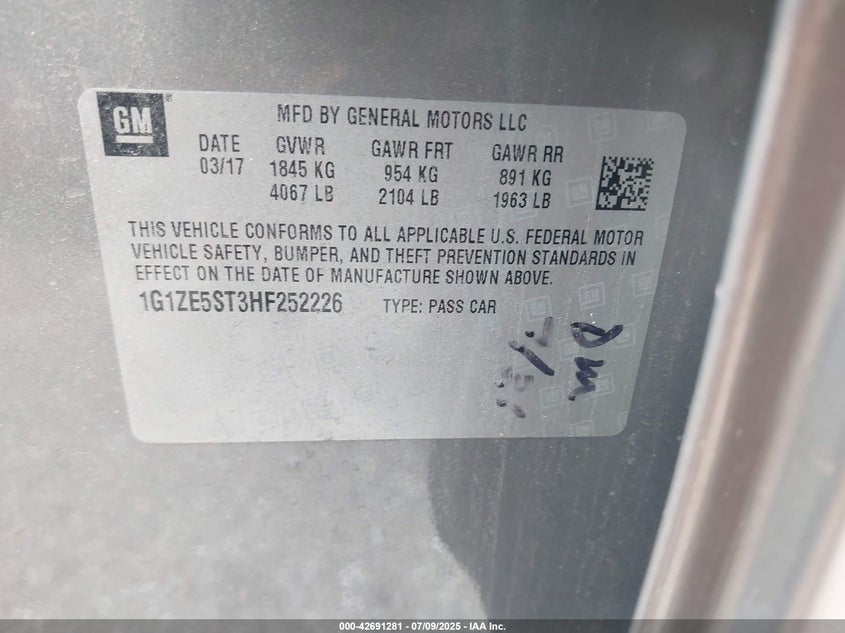 GM
MFD BY GENERAL MOTORS LLC
DATE GVWR GAWR FRT GAWR RR
03/17 1845 KG 954 KG 891 KG
4067 LB 2104 LB 1963 LB
THIS VEHICLE CONFORMS TO ALL APPLICABLE U.S. FEDERAL MOTOR
VEHICLE SAFETY, BUMPER, AND THEFT PREVENTION STANDARDS IN
EFFECT ON THE DATE OF MANUFACTURE SHOWN ABOVE.
1G1ZE5ST3HF252226 TYPE: PASS CAR
000-42691281 - 07/09/2025 - IAA Inc.